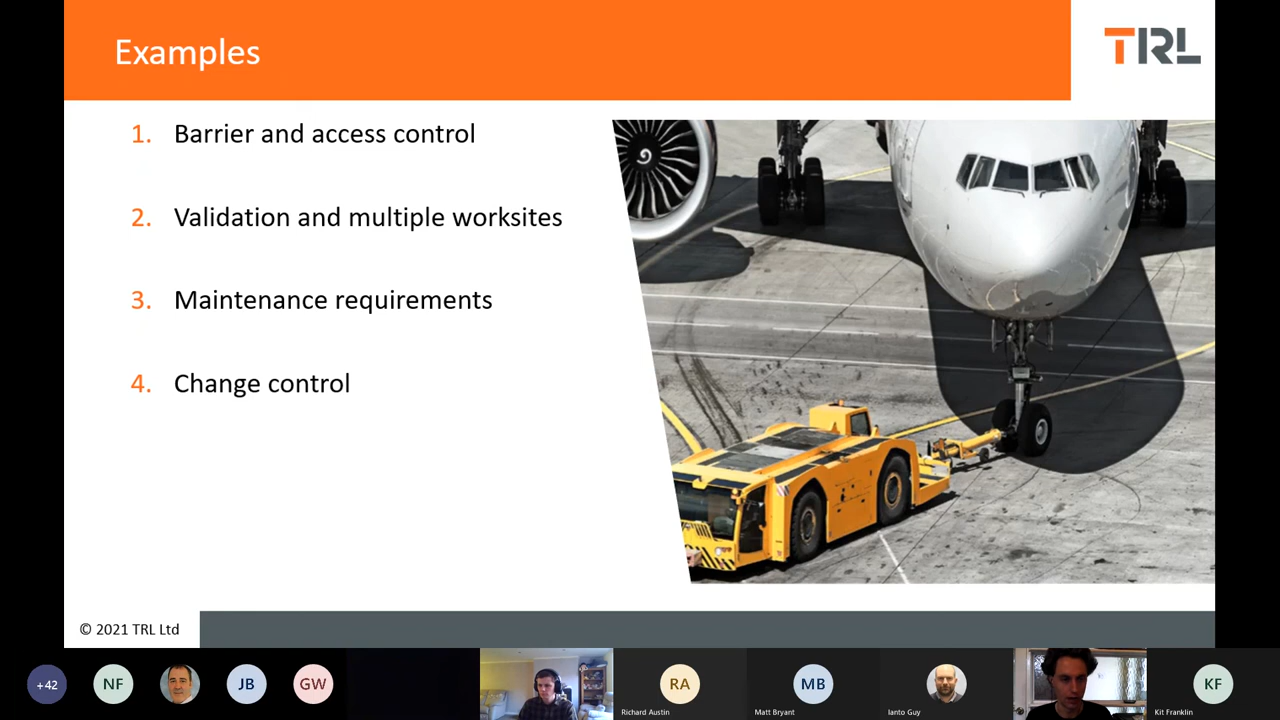 Examples
TRL
1. Barrier and access control
2. Validation and multiple worksites
3. Maintenance requirements
4. Change control
© 2021 TRL Ltd
+42
NF
JB
GW
RA
Richard Austin
MB
Matt Bryant
Ianto Guy
KF
Kit Franklin